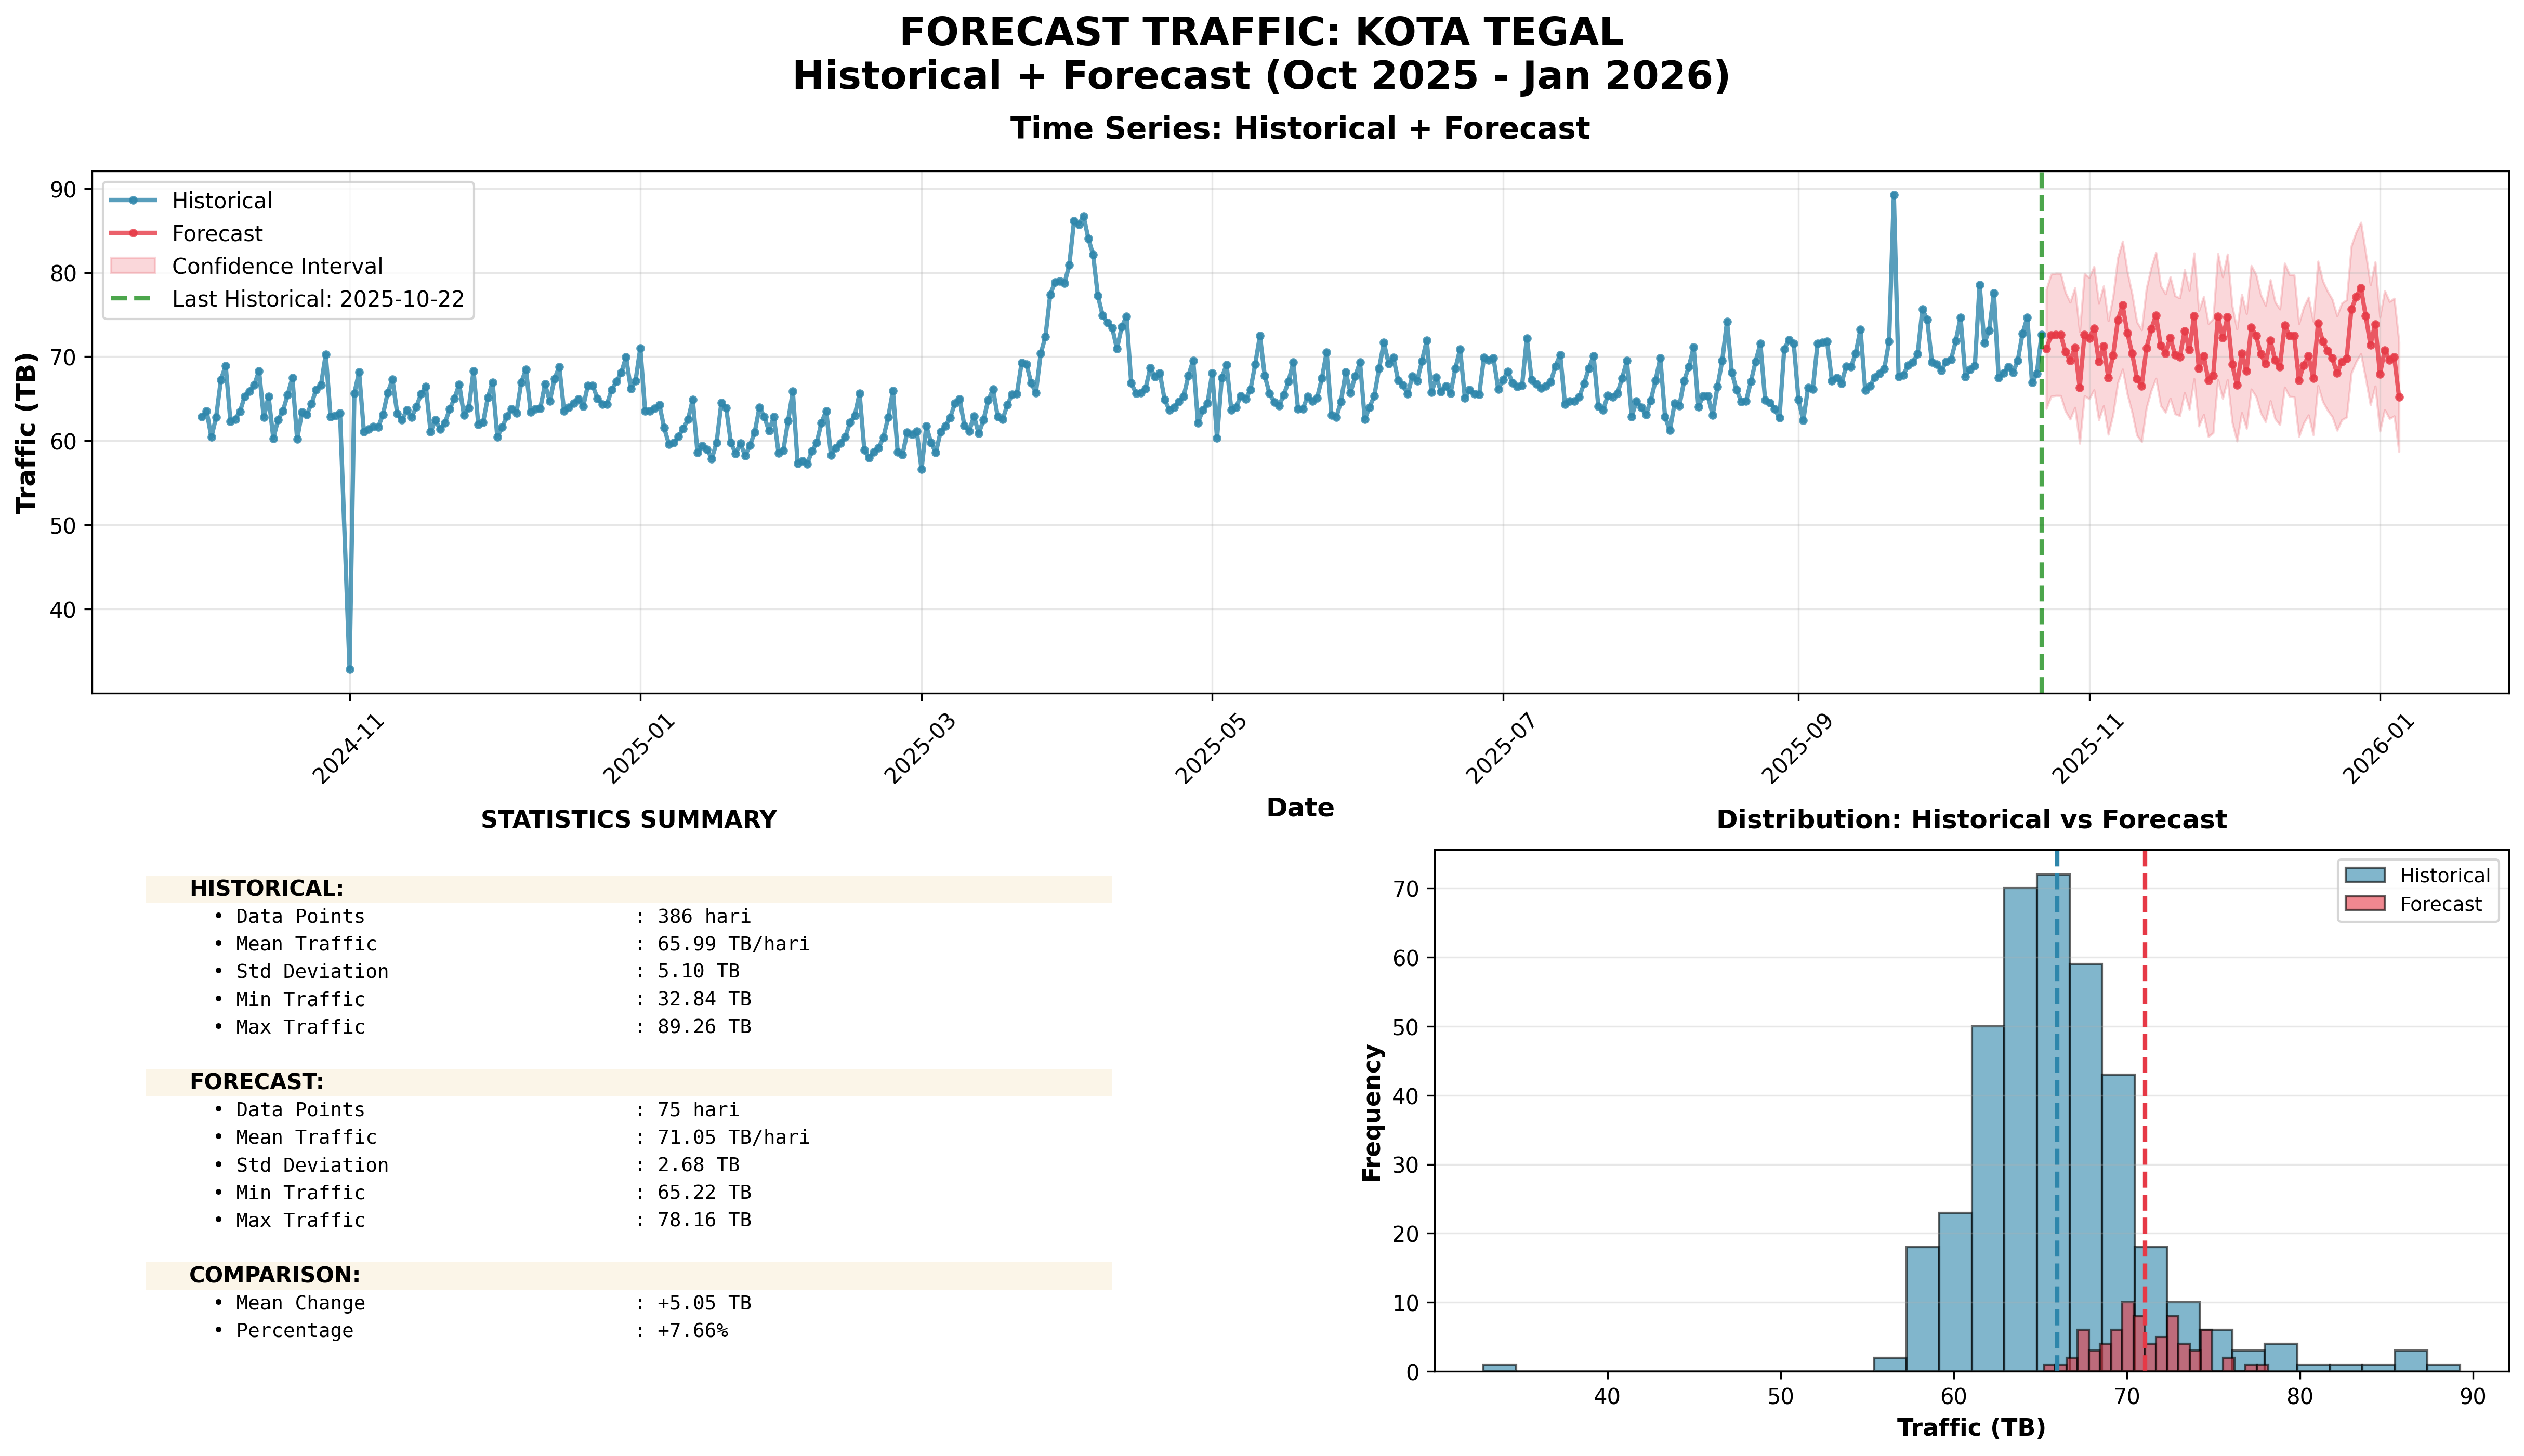 FORECAST TRAFFIC: KOTA TEGAL
Historical + Forecast (Oct 2025 - Jan 2026)
Time Series: Historical + Forecast
Historical
Forecast
Confidence Interval
Last Historical: 2025-10-22
Traffic (TB)
90
80
70
60
50
40
2024-11
2025-01
2025-03
2025-05
2025-07
2025-09
2025-11
2026-01
Date
STATISTICS SUMMARY
HISTORICAL:
• Data Points : 386 hari
• Mean Traffic : 65.99 TB/hari
• Std Deviation : 5.10 TB
• Min Traffic : 32.84 TB
• Max Traffic : 89.26 TB
FORECAST:
• Data Points : 75 hari
• Mean Traffic : 71.05 TB/hari
• Std Deviation : 2.68 TB
• Min Traffic : 65.22 TB
• Max Traffic : 78.16 TB
COMPARISON:
• Mean Change : +5.05 TB
• Percentage : +7.66%
Distribution: Historical vs Forecast
Historical
Forecast
Frequency
70
60
50
40
30
20
10
0
40
50
60
70
80
90
Traffic (TB)